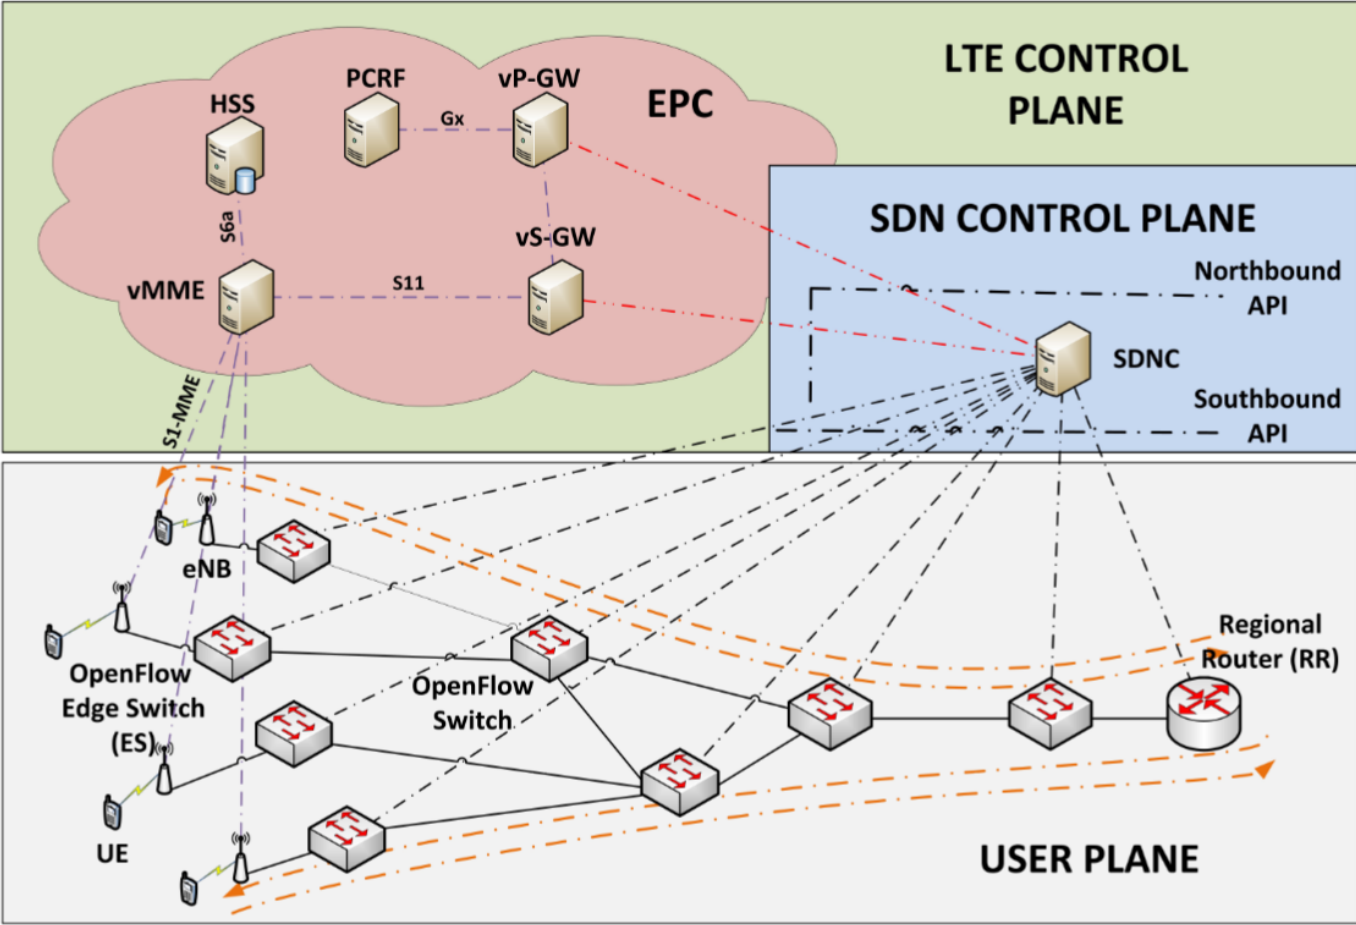 LTE CONTROL
PLANE
EPC
PCRF
vP-GW
HSS
Gx
S6a
vS-GW
vMME
S11
SDN CONTROL PLANE
Northbound
API
SDNC
Southbound
API
S1-MME
eNB
OpenFlow
Edge Switch
(ES)
OpenFlow
Switch
Regional
Router (RR)
UE
USER PLANE